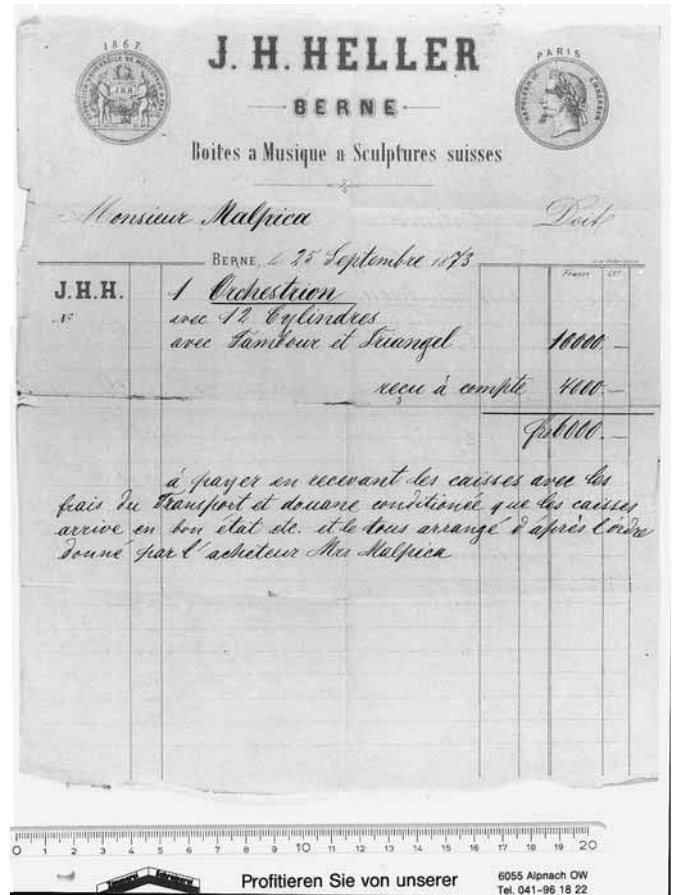 1867
J. H. HELLER
PARIS
BERNE
Boites a Musique & Sculptures suisses
Monsieur Malpica Doit
BERNE, le 25 Septembre 1873
Francs Cts
J.H.H. 1 Orchestrion
No avec 12 Cylindres
avec Tambour et Triangel 10000.—
reçu à compte 4000.—
frs 6000.—
á payer en recevant les caisses avec les
frais du Transport et douane conditionée que les caisses
arrive en bon état etc. et le tous arrangé d'après l'ordre
donné par l'acheteur Mrs Malpica
0 1 2 3 4 5 6 7 8 9 10 11 12 13 14 15 16 17 18 19 20
Profitieren Sie von unserer
6055 Alpnach OW
Tel. 041-96 18 22